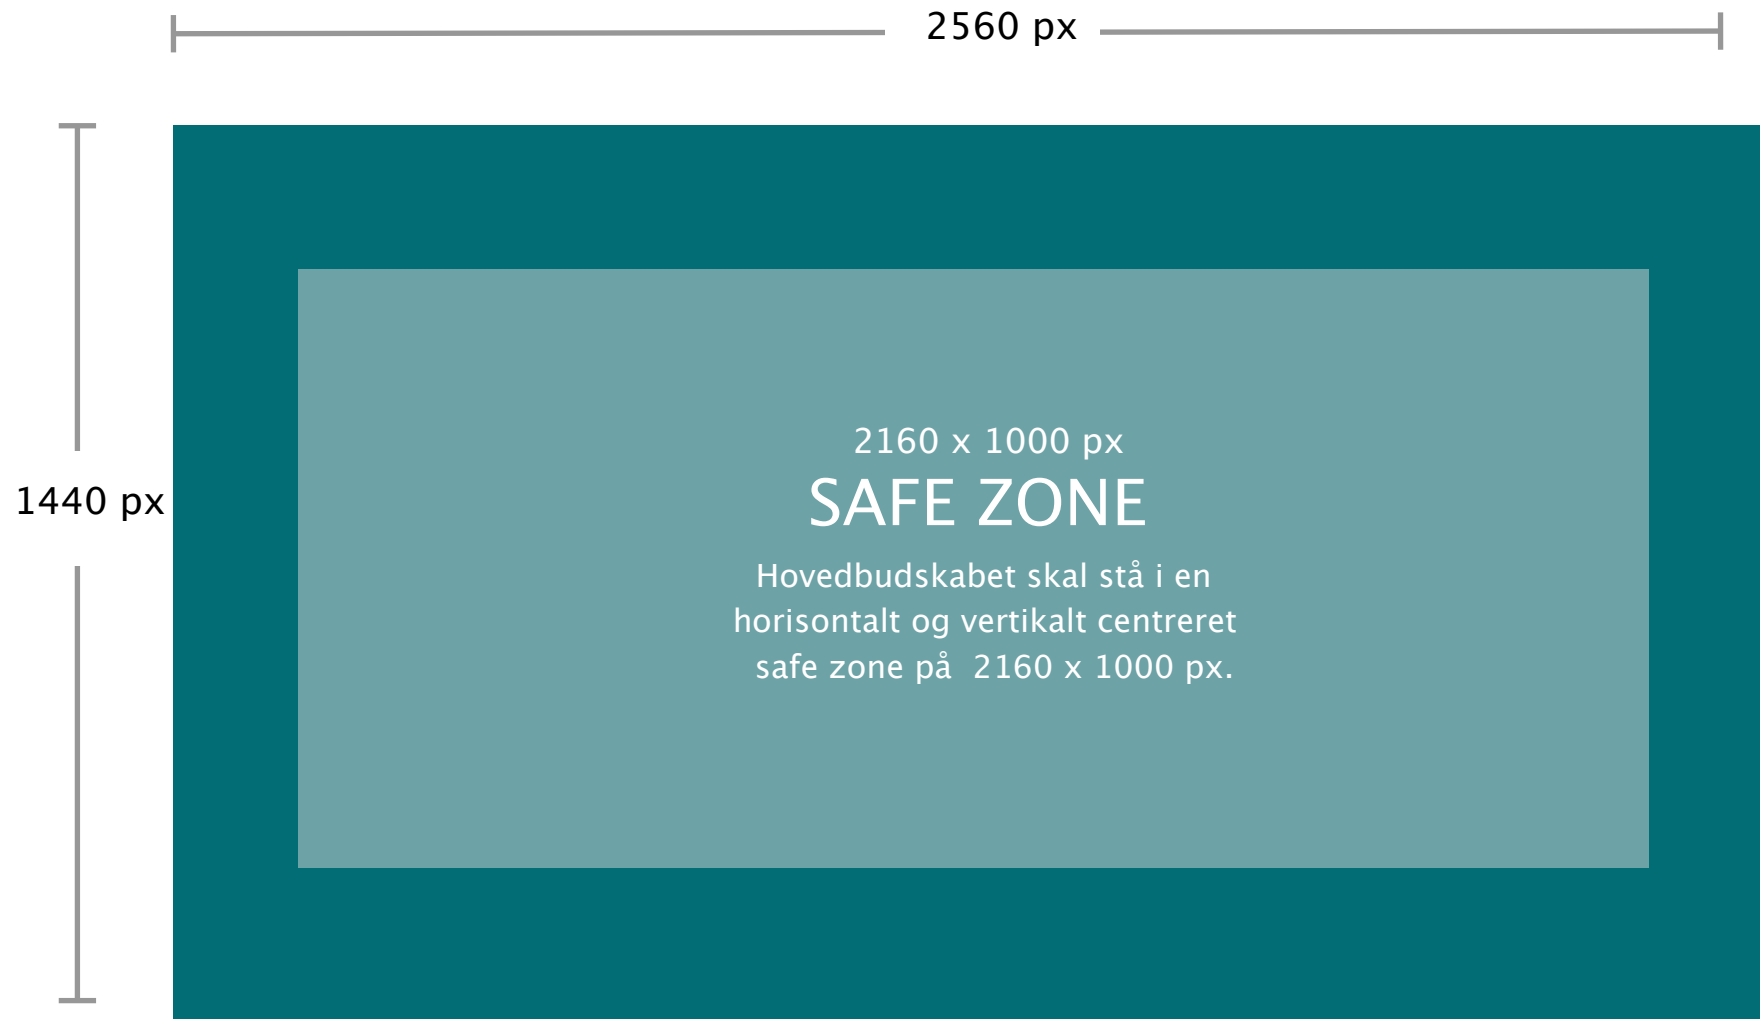 2560 px
1440 px
2160 x 1000 px
SAFE ZONE
Hovedbudskabet skal stå i en
horisontalt og vertikalt centreret
safe zone på  2160 x 1000 px.